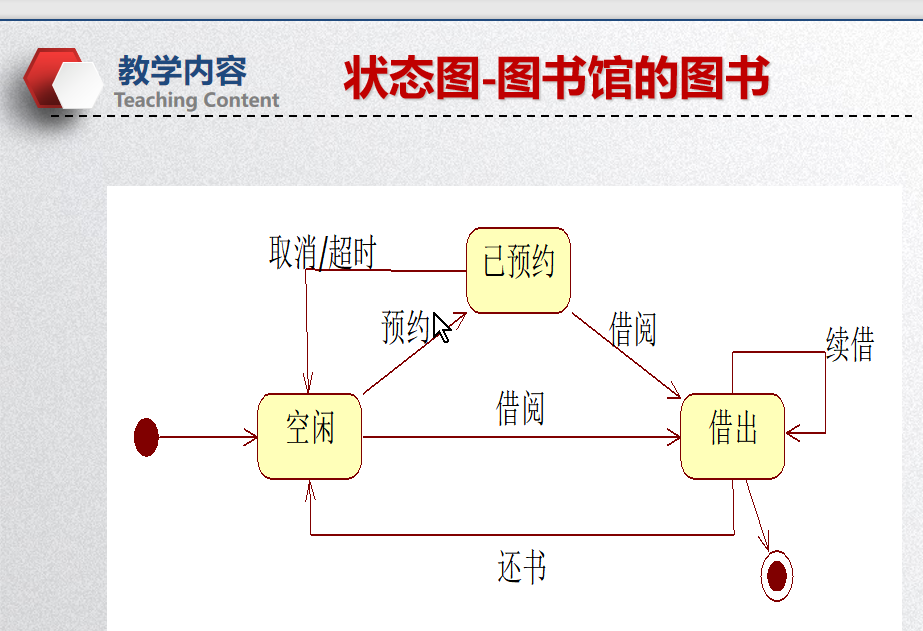 教学内容
Teaching Content
状态图-图书馆的图书
取消/超时
已预约
预约
借阅
续借
空闲
借阅
借出
还书